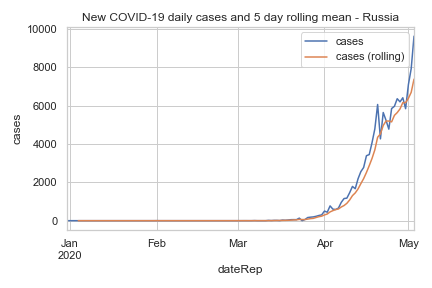 New COVID-19 daily cases and 5 day rolling mean - Russia
cases
cases (rolling)
10000
8000
6000
4000
2000
0
cases
Jan Feb Mar Apr May
2020
dateRep